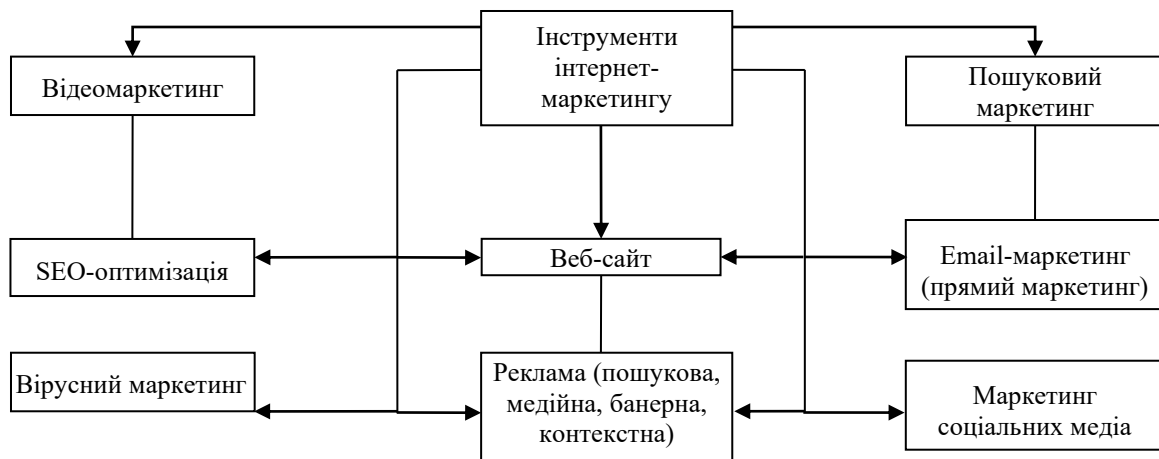 Інструменти
інтернет-
маркетингу
Відеомаркетинг
Пошуковий
маркетинг
SEO-оптимізація
Веб-сайт
Email-маркетинг
(прямий маркетинг)
Вірусний маркетинг
Реклама (пошукова,
медійна, банерна,
контекстна)
Маркетинг
соціальних медіа